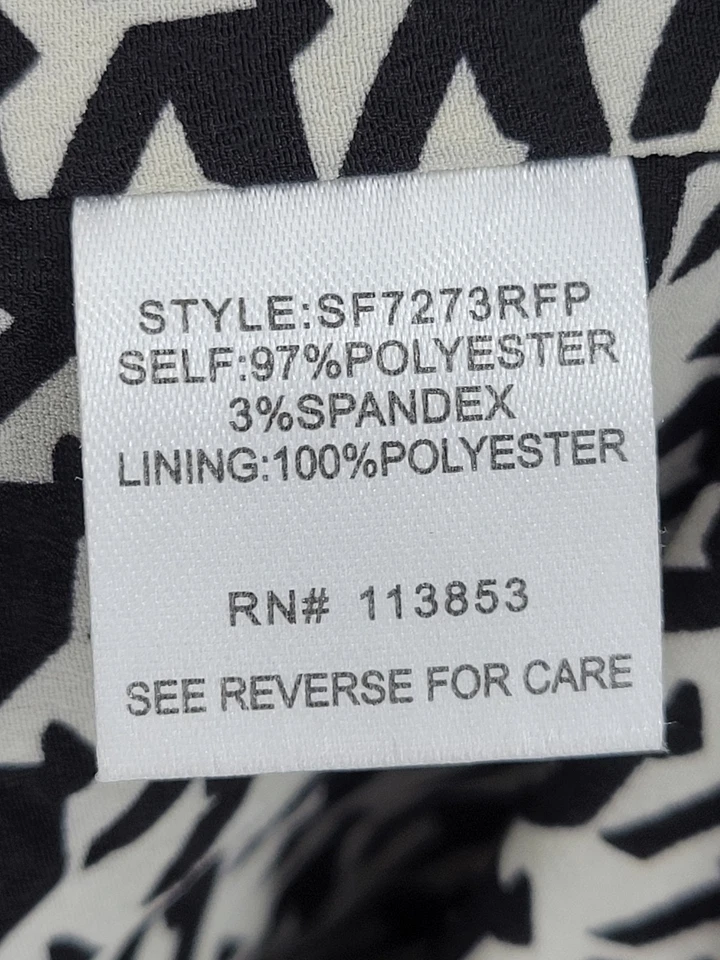 STYLE:SF7273RFP
SELF:97%POLYESTER
3%SPANDEX
LINING:100%POLYESTER
RN# 113853
SEE REVERSE FOR CARE